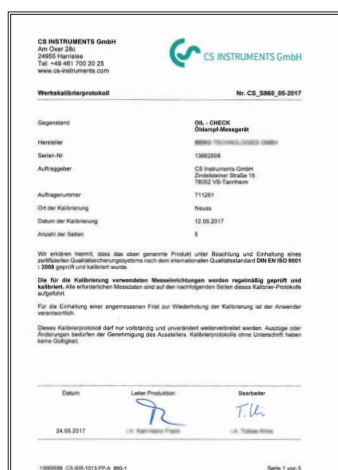 CS INSTRUMENTS GmbH
Am Oxer 28c
24955 Harrislee
Tel: +49 461 700 20 25
www.cs-instruments.com
CS INSTRUMENTS GmbH
Werkskalibrierprotokoll Nr. CS_S860_05-2017
Gegenstand OIL - CHECK
Öldampf-Messgerät
Hersteller
Serien-Nr. 13662698
Auftraggeber CS Instruments GmbH
Zindelsteiner Straße 15
78052 VS-Tannheim
Auftragsnummer 711261
Ort der Kalibrierung Neuss
Datum der Kalibrierung 12.05.2017
Anzahl der Seiten 5
Wir erklären hiermit, dass das oben genannte Produkt unter Beachtung und Einhaltung eines
zertifizierten Qualitätssicherungssystems nach dem internationalen Qualitätsstandard DIN EN ISO 9001
: 2008 geprüft und kalibriert wurde.
Die für die Kalibrierung verwendeten Messeinrichtungen werden regelmäßig geprüft und
kalibriert. Alle erforderlichen Messdaten sind auf den nachfolgenden Seiten dieses Kalibrier-Protokolls
aufgeführt.
Für die Einhaltung einer angemessenen Frist zur Wiederholung der Kalibrierung ist der Anwender
verantwortlich.
Dieses Kalibrierprotokoll darf nur vollständig und unverändert weiterverbreitet werden. Auszüge oder
Änderungen bedürfen der Genehmigung des Ausstellers. Kalibrierprotokolle ohne Unterschrift haben
keine Gültigkeit.
Datum Leiter Produktion Bearbeiter
24.05.2017
13662698_CS-505-1013-FP-A_960-1 Seite 1 von 5